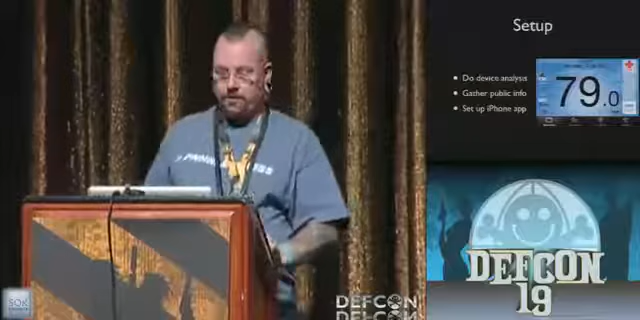 Setup
• Do device analysis
• Gather public info
• Set up iPhone app
79.0
DEFCON
19
DEFCON